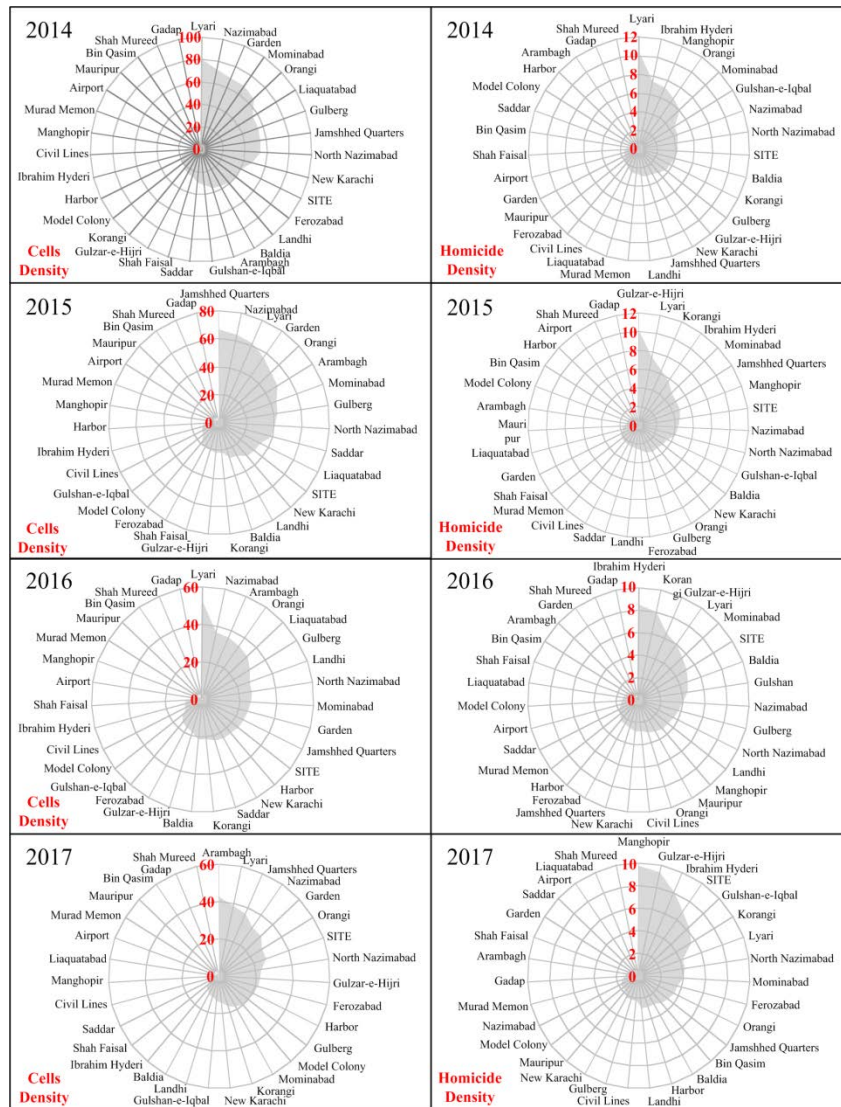 2014
Lyari
Nazimabad
Garden
Mominabad
Orangi
Liaquatabad
Gulberg
Jamshhed Quarters
North Nazimabad
New Karachi
SITE
Ferozabad
Landhi
Baldia
Arambagh
Gulshan-e-Iqbal
Saddar
Shah Faisal
Gulzar-e-Hijri
Korangi
Model Colony
Harbor
Ibrahim Hyderi
Civil Lines
Manghopir
Murad Memon
Airport
Mauripur
Bin Qasim
Shah Mureed
Gadap
100
80
60
40
20
0
Cells
Density
2014
Lyari
Ibrahim Hyderi
Manghopir
Orangi
Mominabad
Gulshan-e-Iqbal
Nazimabad
North Nazimabad
SITE
Baldia
Korangi
Gulberg
Gulzar-e-Hijri
New Karachi
Jamshhed Quarters
Landhi
Murad Memon
Liaquatabad
Civil Lines
Ferozabad
Mauripur
Garden
Airport
Shah Faisal
Bin Qasim
Saddar
Model Colony
Harbor
Arambagh
Gadap
Shah Mureed
12
10
8
6
4
2
0
Homicide
Density
2015
Jamshhed Quarters
Nazimabad
Lyari
Garden
Orangi
Arambagh
Mominabad
Gulberg
North Nazimabad
Saddar
Liaquatabad
SITE
New Karachi
Landhi
Baldia
Korangi
Gulzar-e-Hijri
Shah Faisal
Ferozabad
Model Colony
Gulshan-e-Iqbal
Civil Lines
Ibrahim Hyderi
Harbor
Manghopir
Murad Memon
Airport
Mauripur
Bin Qasim
Shah Mureed
Gadap
80
60
40
20
0
Cells
Density
2015
Gulzar-e-Hijri
Lyari
Korangi
Ibrahim Hyderi
Mominabad
Jamshhed Quarters
Manghopir
SITE
Nazimabad
North Nazimabad
Gulshan-e-Iqbal
Baldia
New Karachi
Orangi
Gulberg
Ferozabad
Landhi
Saddar
Civil Lines
Murad Memon
Shah Faisal
Garden
Liaquatabad
Mauri
pur
Arambagh
Model Colony
Bin Qasim
Harbor
Airport
Shah Mureed
Gadap
12
10
8
6
4
2
0
Homicide
Density
2016
Lyari
Nazimabad
Arambagh
Orangi
Liaquatabad
Gulberg
Landhi
North Nazimabad
Mominabad
Garden
Jamshhed Quarters
SITE
Harbor
New Karachi
Saddar
Korangi
Baldia
Gulzar-e-Hijri
Ferozabad
Gulshan-e-Iqbal
Model Colony
Civil Lines
Ibrahim Hyderi
Shah Faisal
Airport
Manghopir
Murad Memon
Mauripur
Bin Qasim
Shah Mureed
Gadap
60
40
20
0
Cells
Density
2016
Ibrahim Hyderi
Koran
gi
Gulzar-e-Hijri
Lyari
Mominabad
SITE
Baldia
Gulshan
Nazimabad
Gulberg
North Nazimabad
Landhi
Manghopir
Mauripur
Orangi
Civil Lines
New Karachi
Jamshhed Quarters
Ferozabad
Harbor
Murad Memon
Saddar
Airport
Model Colony
Liaquatabad
Shah Faisal
Bin Qasim
Arambagh
Garden
Shah Mureed
Gadap
10
8
6
4
2
0
Homicide
Density
2017
Arambagh
Lyari
Jamshhed Quarters
Nazimabad
Garden
Orangi
SITE
North Nazimabad
Gulzar-e-Hijri
Ferozabad
Harbor
Gulberg
Model Colony
Mominabad
Korangi
New Karachi
Gulshan-e-Iqbal
Landhi
Baldia
Ibrahim Hyderi
Shah Faisal
Saddar
Civil Lines
Manghopir
Liaquatabad
Airport
Murad Memon
Mauripur
Bin Qasim
Gadap
Shah Mureed
60
40
20
0
Cells
Density
2017
Manghopir
Gulzar-e-Hijri
Ibrahim Hyderi
SITE
Gulshan-e-Iqbal
Korangi
Lyari
North Nazimabad
Mominabad
Ferozabad
Orangi
Jamshhed Quarters
Bin Qasim
Baldia
Harbor
Landhi
Civil Lines
Gulberg
New Karachi
Mauripur
Model Colony
Nazimabad
Murad Memon
Gadap
Arambagh
Shah Faisal
Garden
Saddar
Airport
Liaquatabad
Shah Mureed
10
8
6
4
2
0
Homicide
Density